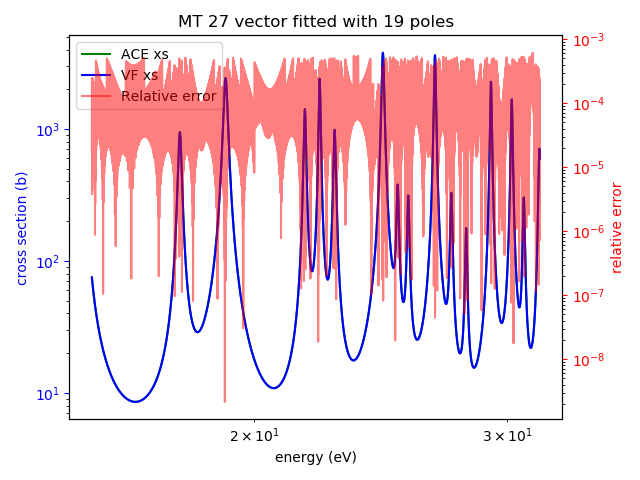 MT 27 vector fitted with 19 poles
ACE xs
VF xs
Relative error
cross section (b)
10³
10²
10¹
10⁻³
10⁻⁴
10⁻⁵
10⁻⁶
10⁻⁷
10⁻⁸
relative error
2 × 10¹
3 × 10¹
energy (eV)